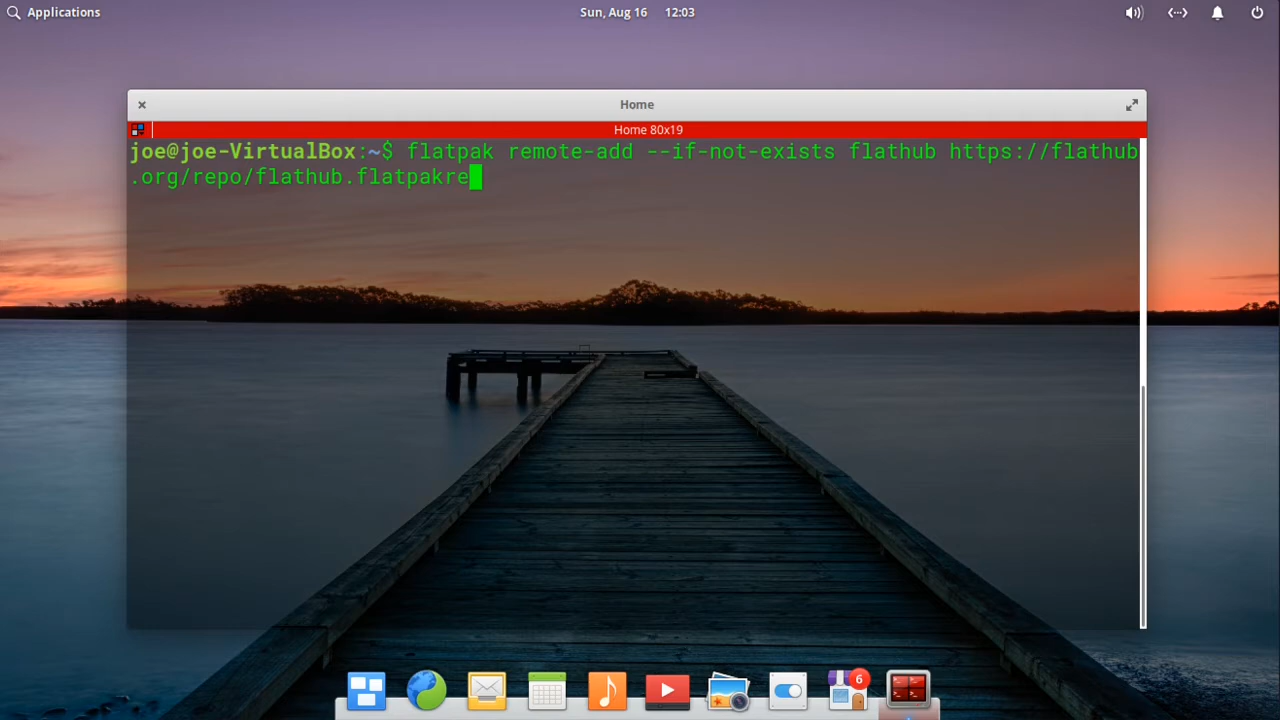 Applications
Sun, Aug 16 12:03
Home
Home 80x19
joe@joe-VirtualBox:~$ flatpak remote-add --if-not-exists flathub https://flathub
.org/repo/flathub.flatpakre
6